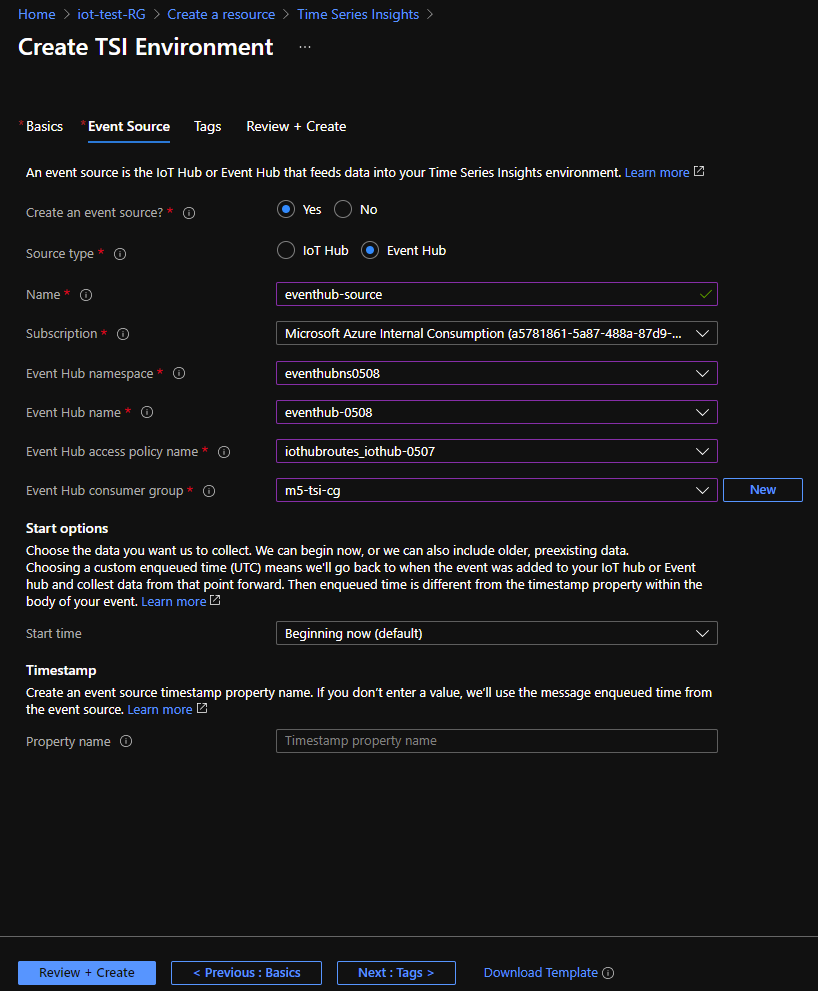 Home > iot-test-RG > Create a resource > Time Series Insights >
Create TSI Environment ...
* Basics * Event Source Tags Review + Create
An event source is the IoT Hub or Event Hub that feeds data into your Time Series Insights environment. Learn more
Create an event source? * Yes No
Source type * IoT Hub Event Hub
Name * eventhub-source
Subscription * Microsoft Azure Internal Consumption (a5781861-5a87-488a-87d9-...
Event Hub namespace * eventhubns0508
Event Hub name * eventhub-0508
Event Hub access policy name * iothubroutes_iothub-0507
Event Hub consumer group * m5-tsi-cg New
Start options
Choose the data you want us to collect. We can begin now, or we can also include older, preexisting data.
Choosing a custom enqueued time (UTC) means we'll go back to when the event was added to your IoT hub or Event
hub and collest data from that point forward. Then enqueued time is different from the timestamp property within the
body of your event. Learn more
Start time Beginning now (default)
Timestamp
Create an event source timestamp property name. If you don't enter a value, we'll use the message enqueued time from
the event source. Learn more
Property name Timestamp property name
Review + Create < Previous : Basics Next : Tags > Download Template